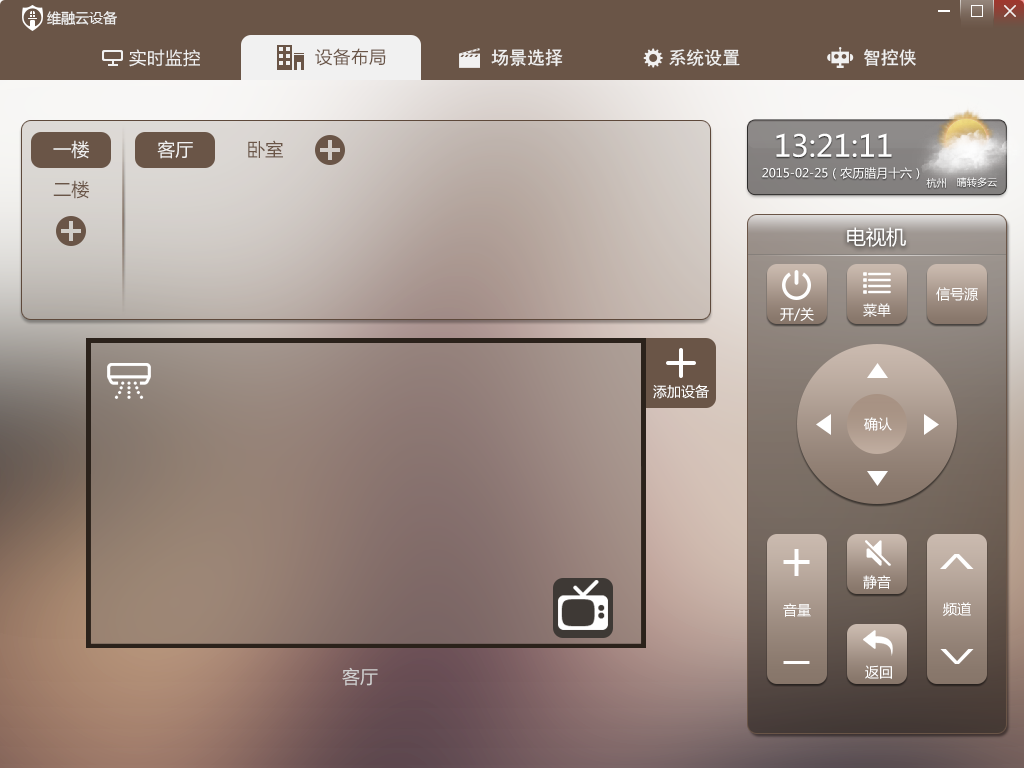 维融云设备
实时监控
设备布局
场景选择
系统设置
智控侠
一楼
客厅
卧室
二楼
13:21:11
2015-02-25（农历腊月十六）
杭州 晴转多云
电视机
开/关
菜单
信号源
确认
添加设备
音量
静音
频道
返回
客厅